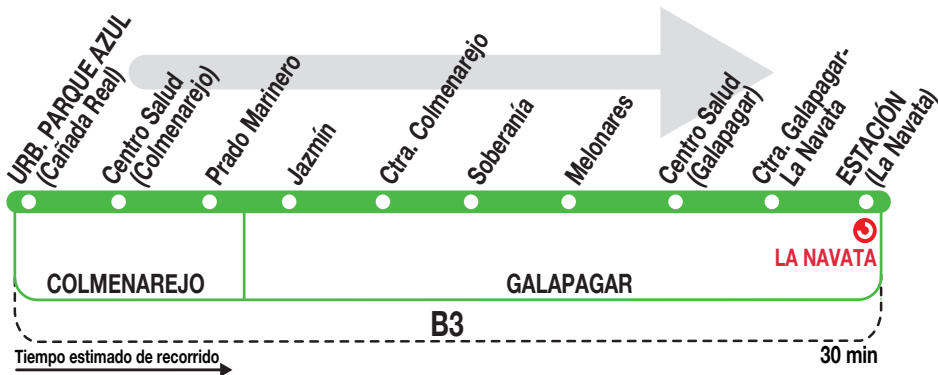 URB. PARQUE AZUL
(Cañada Real)
Centro Salud
(Colmenarejo)
Prado Marinero
Jazmín
Ctra. Colmenarejo
Soberanía
Melonares
Centro Salud
(Galapagar)
Ctra. Galapagar-
La Navata
ESTACIÓN
(La Navata)
LA NAVATA
COLMENAREJO
GALAPAGAR
B3
Tiempo estimado de recorrido
30 min